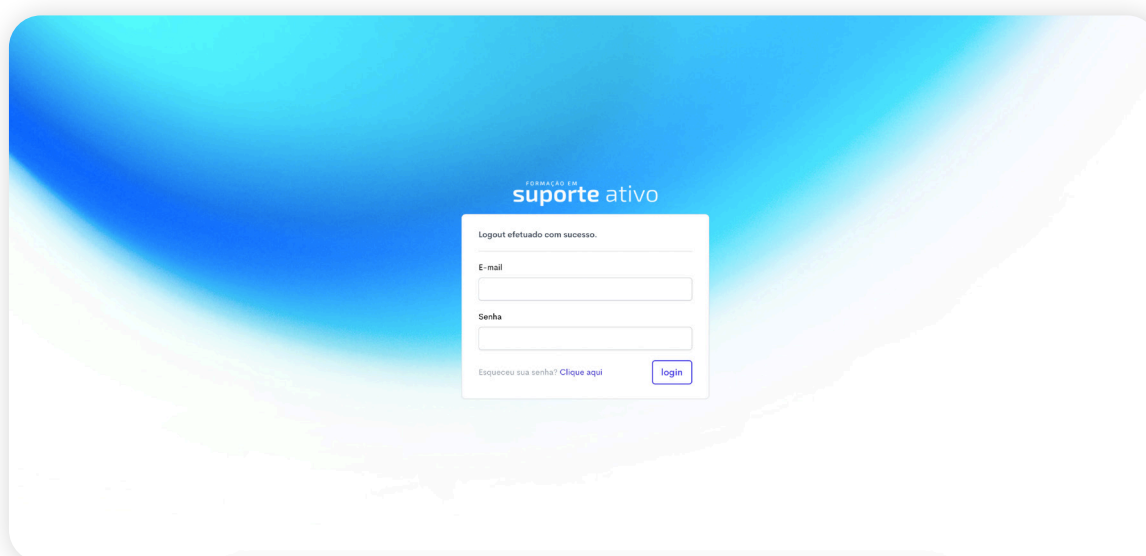 FORMAÇÃO EM
suporte ativo
Logout efetuado com sucesso.
E-mail
Senha
Esqueceu sua senha? Clique aqui
login